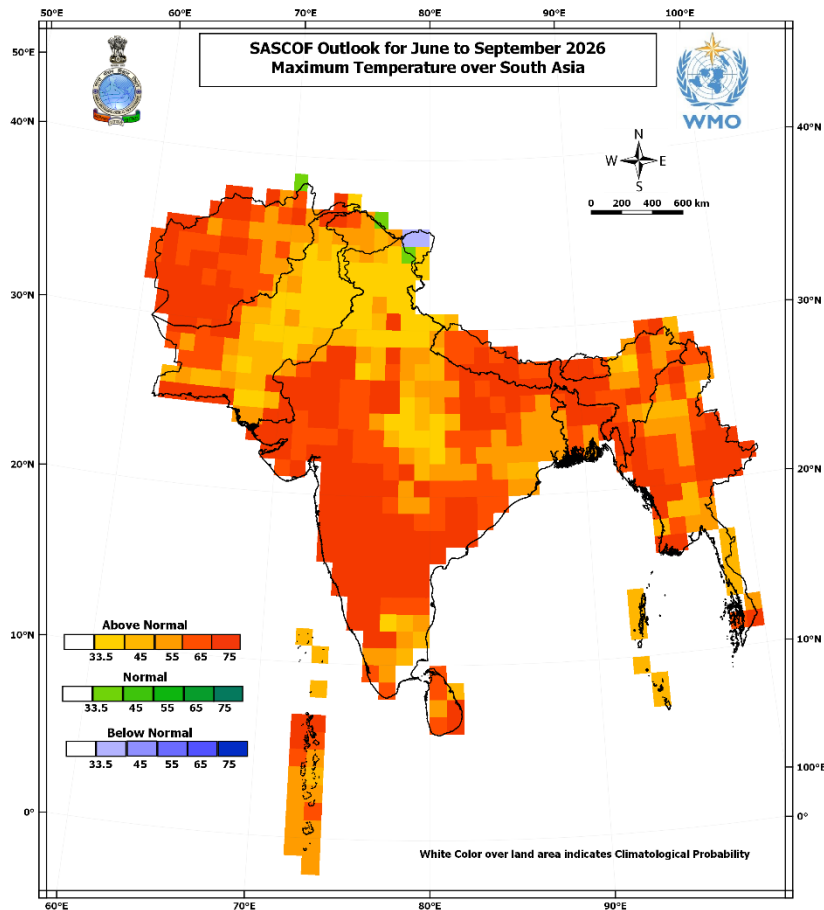 50°E 60°E 70°E 80°E 90°E 100°E
SASCOF Outlook for June to September 2026
Maximum Temperature over South Asia
WMO
50°N
40°N 40°N
N
W E
S
0 200 400 600 km
30°N 30°N
20°N 20°N
10°N 10°N
Above Normal
33.5 45 55 65 75
Normal
33.5 45 55 65 75
Below Normal
33.5 45 55 65 75
100°E
0° 0°
White Color over land area indicates Climatological Probability
60°E 70°E 80°E 90°E